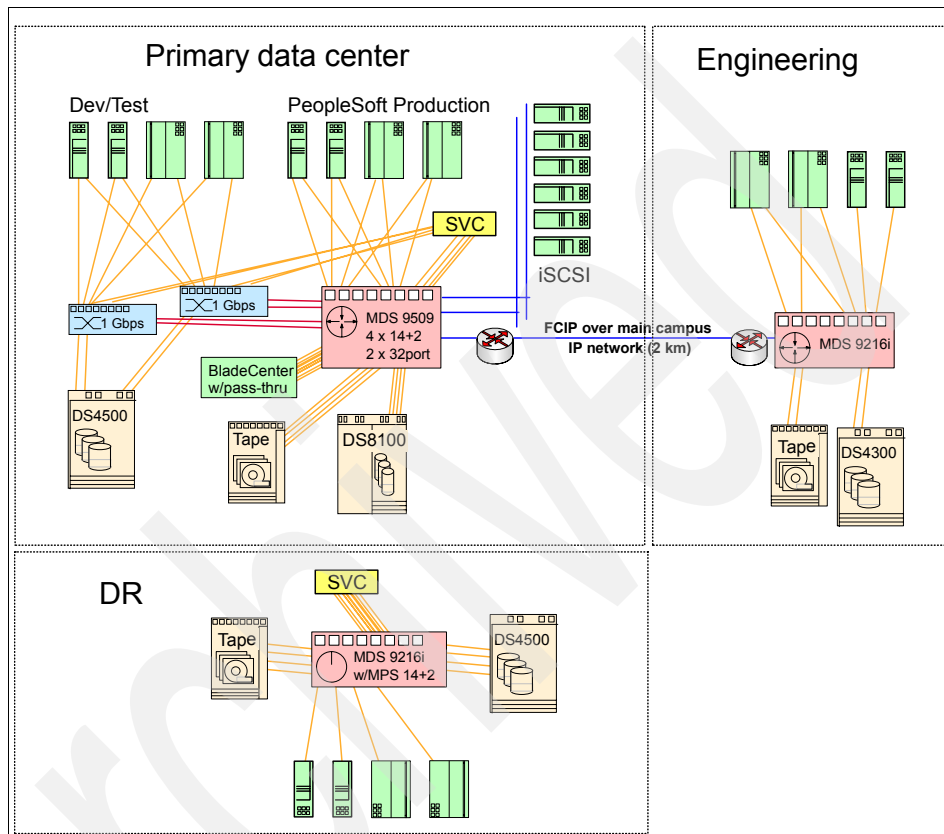 Primary data center
Engineering
Dev/Test
PeopleSoft Production
SVC
iSCSI
1 Gbps
1 Gbps
MDS 9509
4 x 14+2
2 x 32port
FCIP over main campus
IP network (2 km)
MDS 9216i
BladeCenter
w/pass-thru
DS4500
Tape
DS8100
Tape
DS4300
DR
SVC
Tape
MDS 9216i
w/MPS 14+2
DS4500
rchived